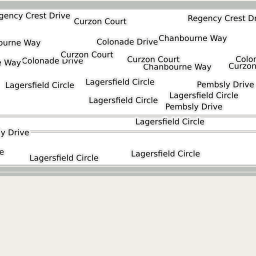 gency Crest Drive
Curzon Court
Regency Crest Dr
ourne Way
Colonade Drive
Chanbourne Way
Way
Colonade Drive
Curzon Court
Curzon Court
Chanbourne Way
Colon
Curzon
Lagersfield Circle
Lagersfield Circle
Pembsly Drive
Lagersfield Circle
Lagersfield Circle
Pembsly Drive
Lagersfield Circle
y Drive
e
Lagersfield Circle
Lagersfield Circle